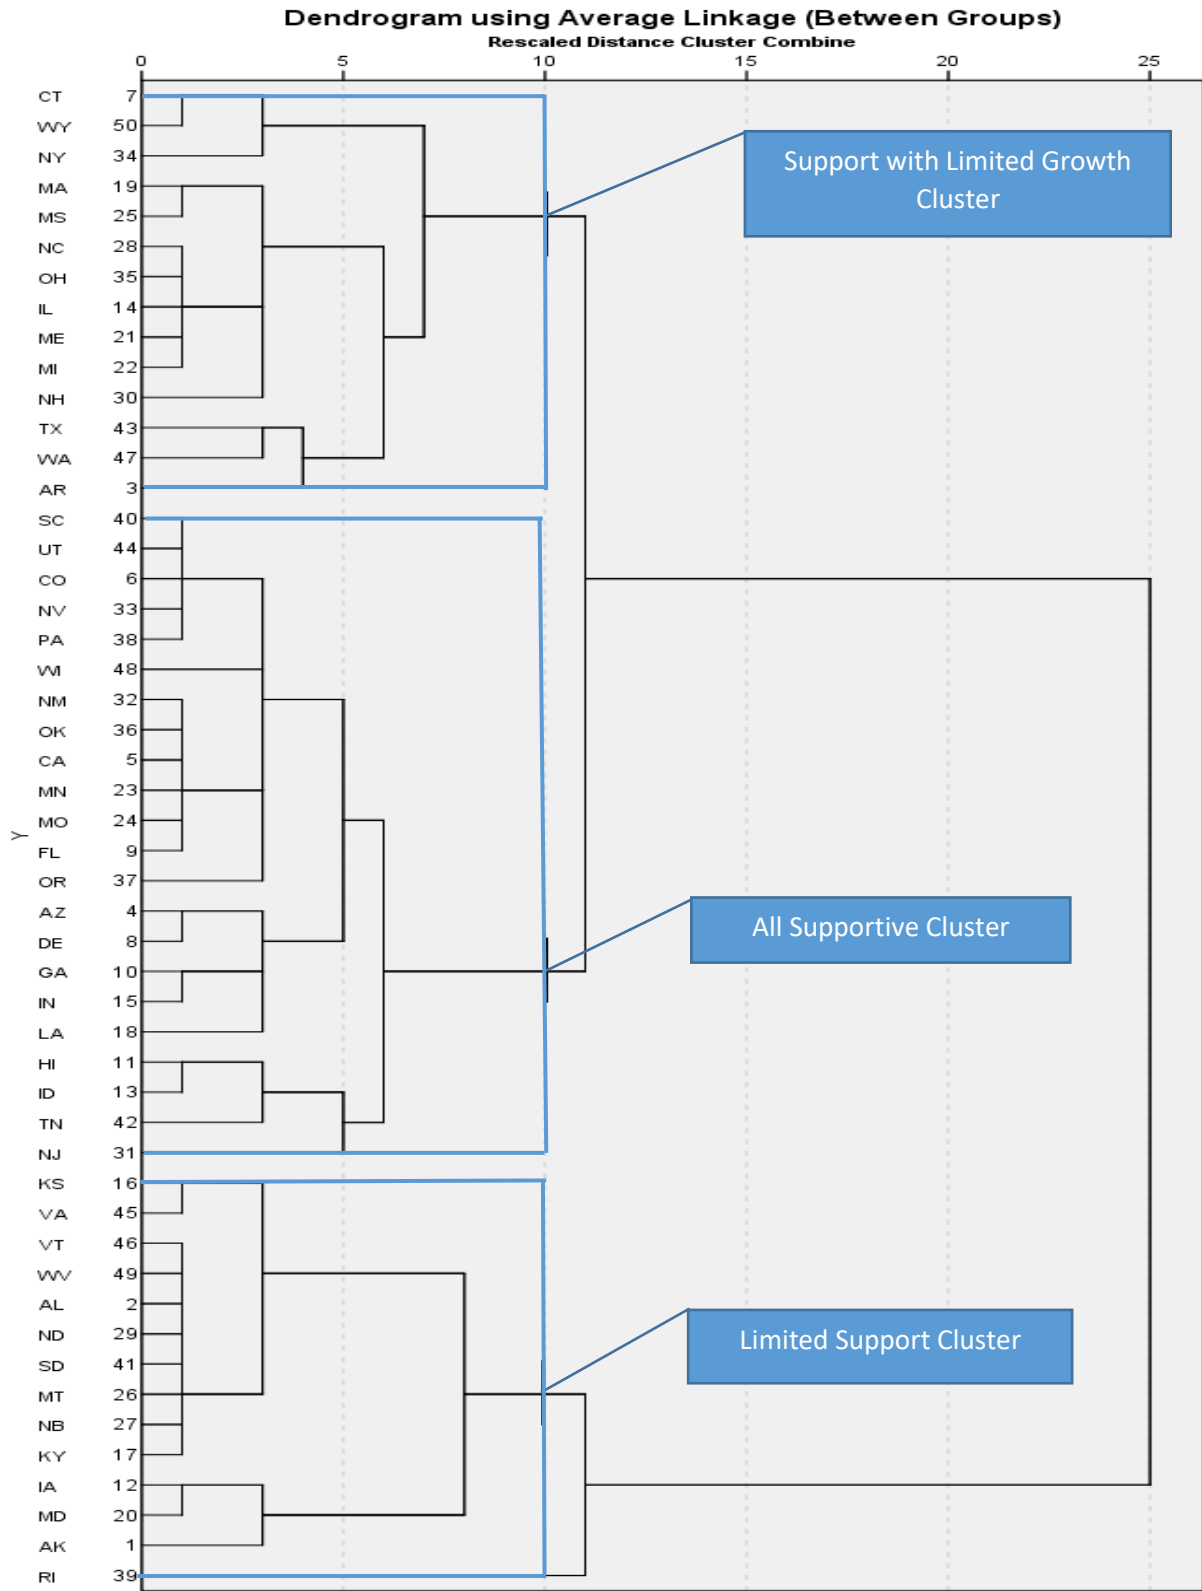 Dendrogram using Average Linkage (Between Groups)
Rescaled Distance Cluster Combine
0 5 10 15 20 25
CT 7
WY 50
NY 34
MA 19
MS 25
NC 28
OH 35
IL 14
ME 21
MI 22
NH 30
TX 43
WA 47
AR 3
SC 40
UT 44
CO 6
NV 33
PA 38
WI 48
NM 32
OK 36
CA 5
MN 23
MO 24
FL 9
OR 37
AZ 4
DE 8
GA 10
IN 15
LA 18
HI 11
ID 13
TN 42
NJ 31
KS 16
VA 45
VT 46
WV 49
AL 2
ND 29
SD 41
MT 26
NB 27
KY 17
IA 12
MD 20
AK 1
RI 39
Y
Support with Limited Growth
Cluster
All Supportive Cluster
Limited Support Cluster